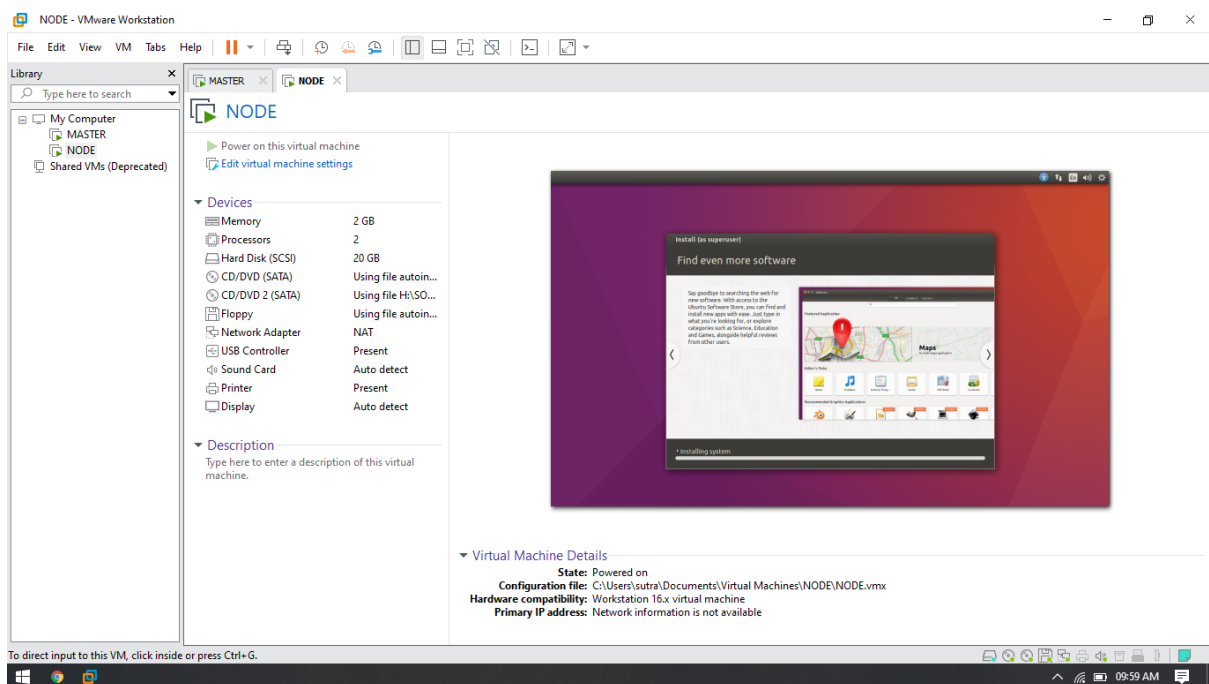 NODE - VMware Workstation
File Edit View VM Tabs Help
Library
Type here to search
My Computer
MASTER
NODE
Shared VMs (Deprecated)
MASTER
NODE
NODE
Power on this virtual machine
Edit virtual machine settings
Devices
Memory 2 GB
Processors 2
Hard Disk (SCSI) 20 GB
CD/DVD (SATA) Using file autoin...
CD/DVD 2 (SATA) Using file H:\SO...
Floppy Using file autoin...
Network Adapter NAT
USB Controller Present
Sound Card Auto detect
Printer Present
Display Auto detect
Description
Type here to enter a description of this virtual
machine.
Install (as superuser)
Find even more software
Say goodbye to searching the web for
new software. With access to the
Ubuntu Software Store, you can find and
install new apps with ease. Just type in
what you're looking for, or explore
categories such as Science, Education
and Games, alongside helpful reviews
from other users.
Maps
Installing system
Virtual Machine Details
State: Powered on
Configuration file: C:\Users\sutra\Documents\Virtual Machines\NODE\NODE.vmx
Hardware compatibility: Workstation 16.x virtual machine
Primary IP address: Network information is not available
To direct input to this VM, click inside or press Ctrl+G.
09:59 AM